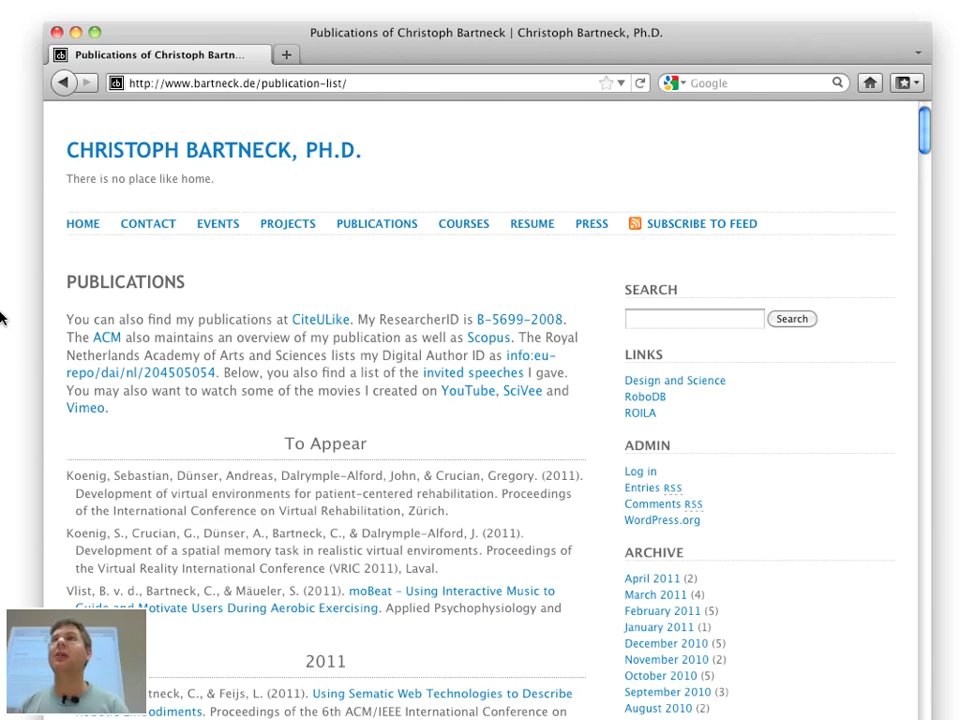 Publications of Christoph Bartneck | Christoph Bartneck, Ph.D.
Publications of Christoph Bartn...
http://www.bartneck.de/publication-list/
Google
CHRISTOPH BARTNECK, PH.D.
There is no place like home.
HOME CONTACT EVENTS PROJECTS PUBLICATIONS COURSES RESUME PRESS SUBSCRIBE TO FEED
PUBLICATIONS
You can also find my publications at CiteULike. My ResearcherID is B-5699-2008.
The ACM also maintains an overview of my publication as well as Scopus. The Royal
Netherlands Academy of Arts and Sciences lists my Digital Author ID as info:eu-
repo/dai/nl/204505054. Below, you also find a list of the invited speeches I gave.
You may also want to watch some of the movies I created on YouTube, SciVee and
Vimeo.
To Appear
Koenig, Sebastian, Dünser, Andreas, Dalrymple-Alford, John, & Crucian, Gregory. (2011).
Development of virtual environments for patient-centered rehabilitation. Proceedings
of the International Conference on Virtual Rehabilitation, Zürich.
Koenig, S., Crucian, G., Dünser, A., Bartneck, C., & Dalrymple-Alford, J. (2011).
Development of a spatial memory task in realistic virtual enviroments. Proceedings of
the Virtual Reality International Conference (VRIC 2011), Laval.
Vlist, B. v. d., Bartneck, C., & Mäueler, S. (2011). moBeat - Using Interactive Music to
Guide and Motivate Users During Aerobic Exercising. Applied Psychophysiology and
2011
tneck, C., & Feijs, L. (2011). Using Sematic Web Technologies to Describe
Embodiments. Proceedings of the 6th ACM/IEEE International Conference on
SEARCH
Search
LINKS
Design and Science
RoboDB
ROILA
ADMIN
Log in
Entries RSS
Comments RSS
WordPress.org
ARCHIVE
April 2011 (2)
March 2011 (4)
February 2011 (5)
January 2011 (1)
December 2010 (5)
November 2010 (2)
October 2010 (5)
September 2010 (3)
August 2010 (2)